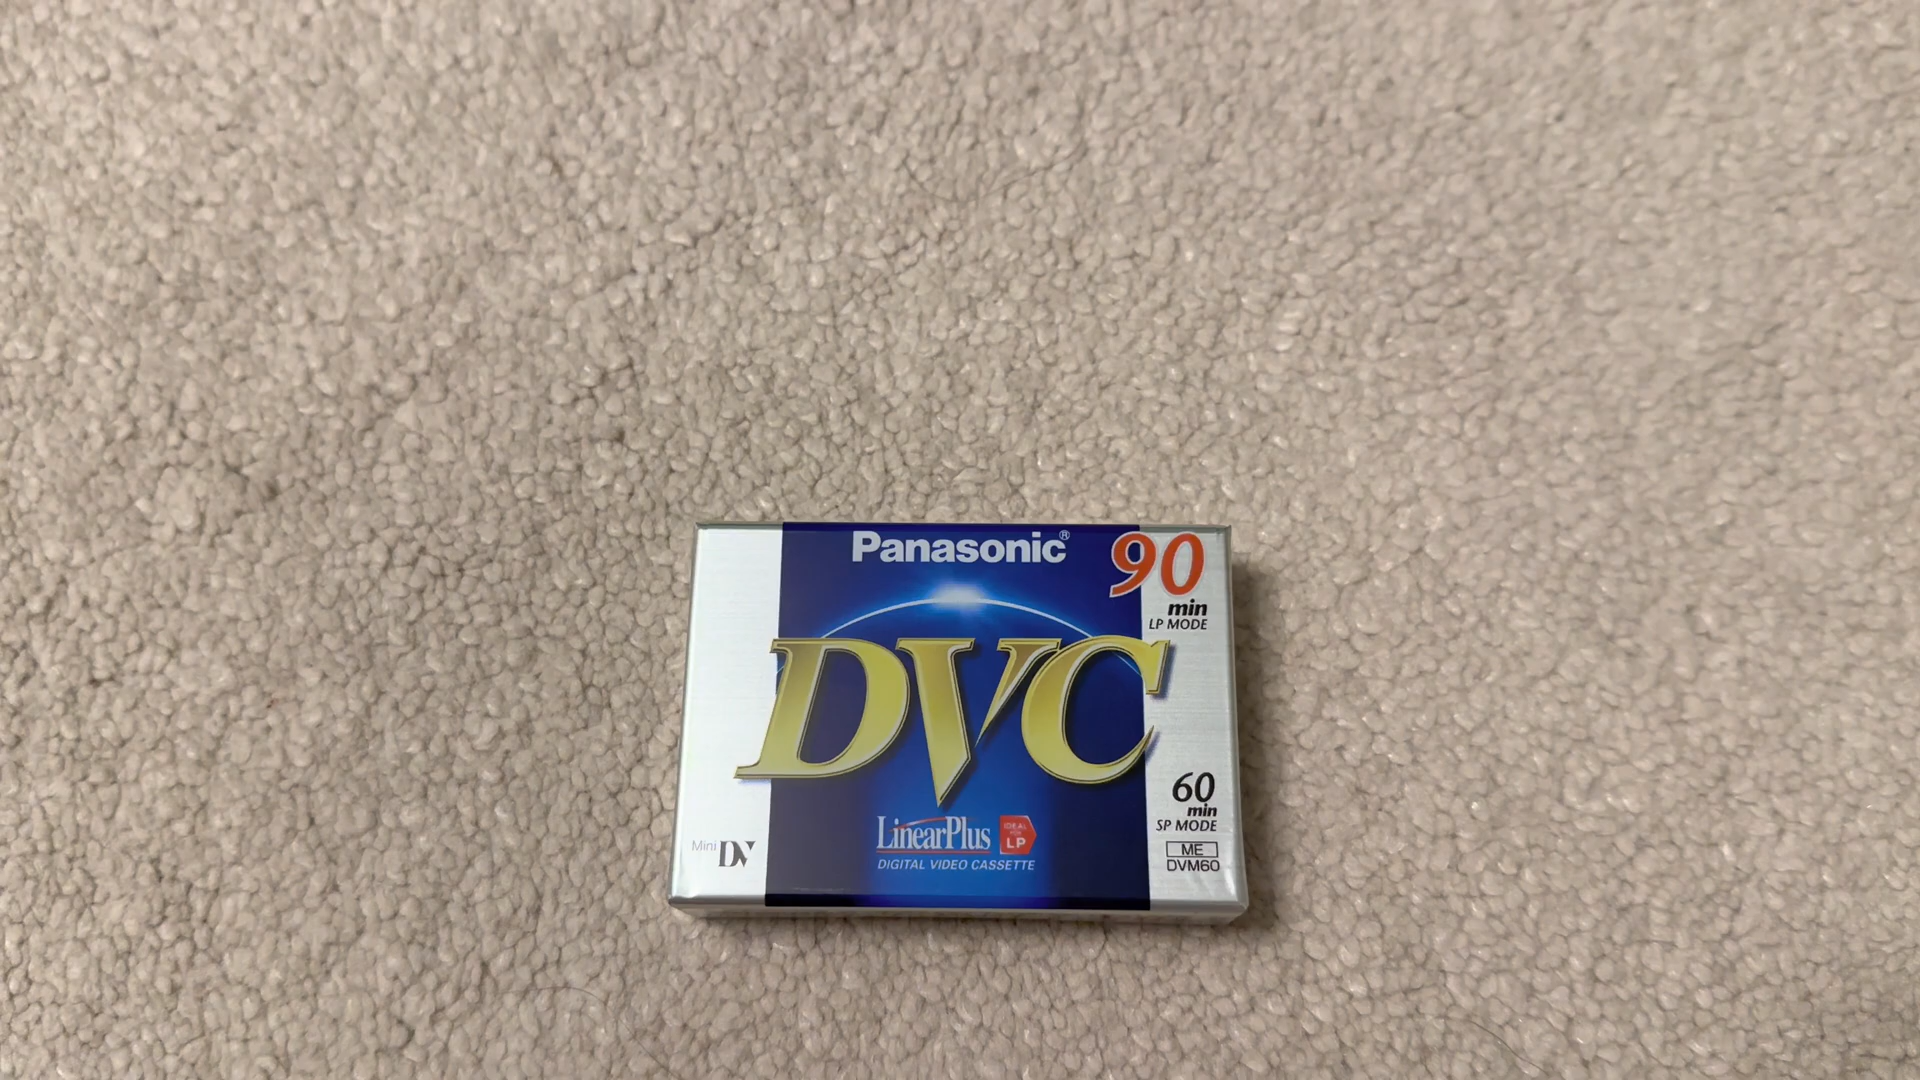 Panasonic®
90
min
LP MODE
DVC
60
min
SP MODE
LinearPlus
IDEAL
FOR
LP
DIGITAL VIDEO CASSETTE
Mini DV
ME
DVM60